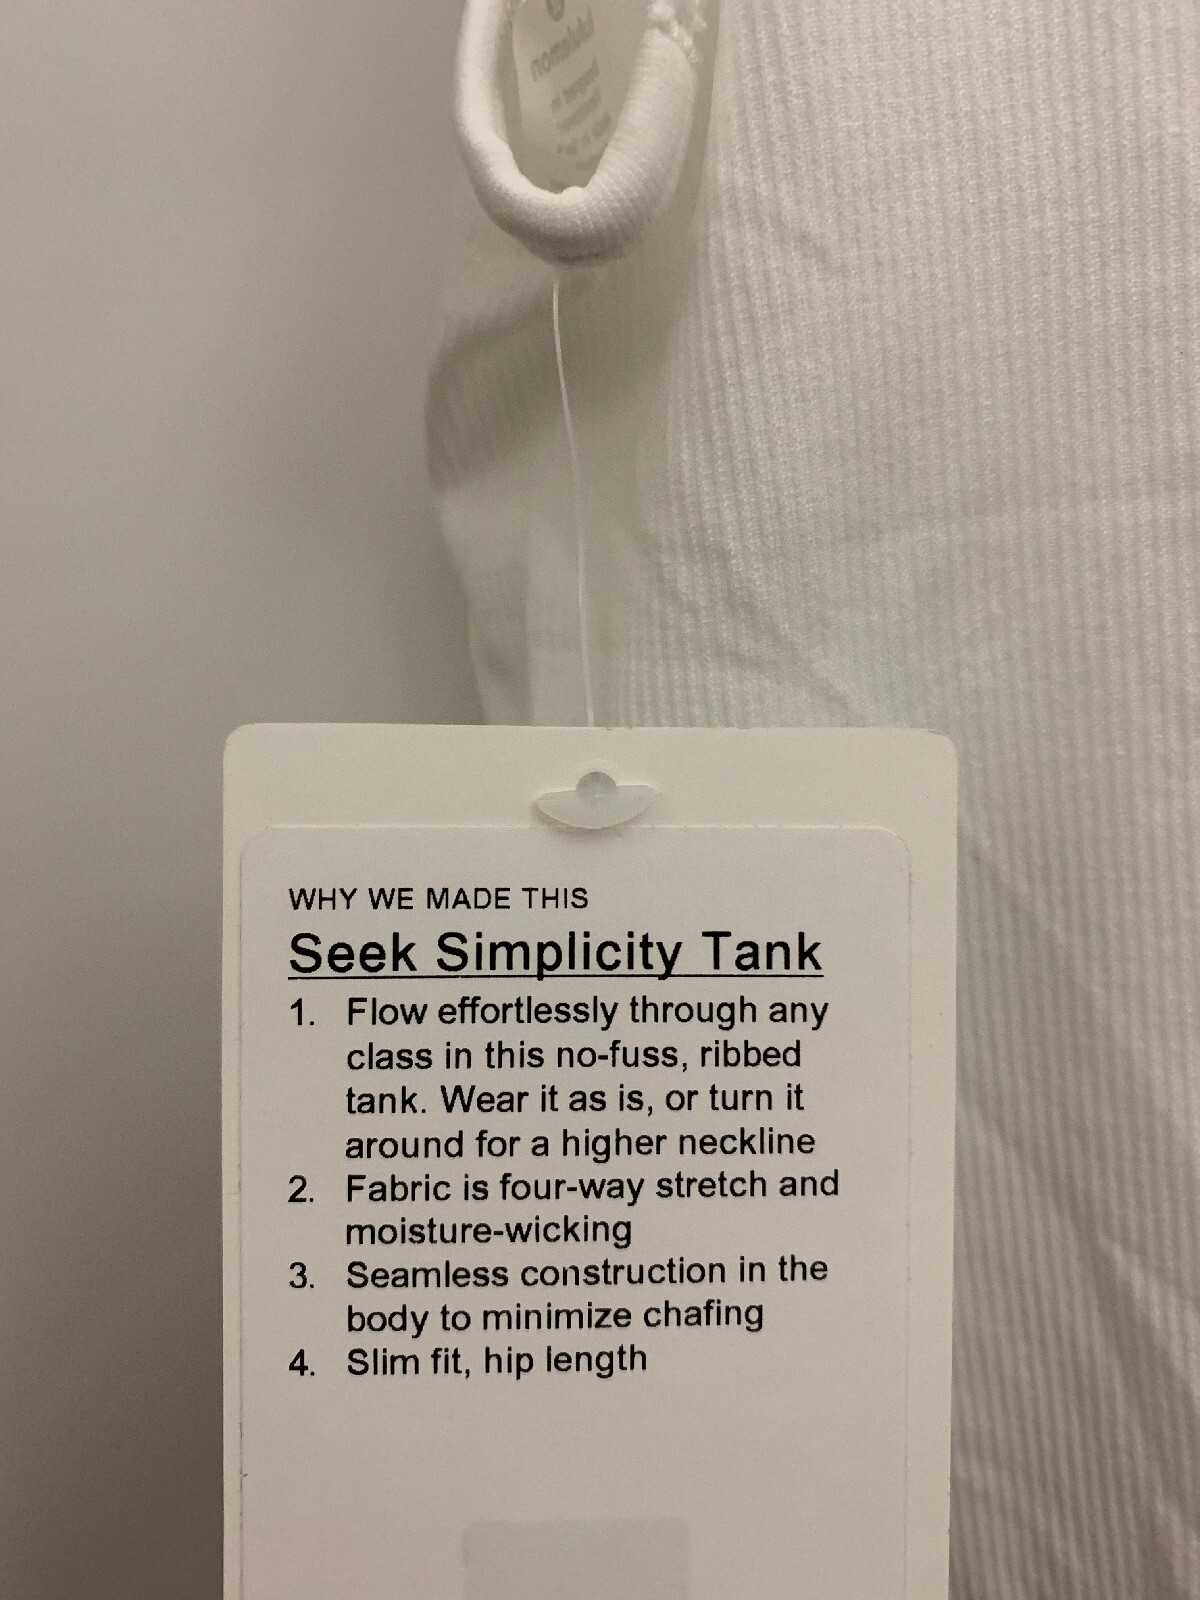 lululemon
WHY WE MADE THIS
Seek Simplicity Tank
1. Flow effortlessly through any
class in this no-fuss, ribbed
tank. Wear it as is, or turn it
around for a higher neckline
2. Fabric is four-way stretch and
moisture-wicking
3. Seamless construction in the
body to minimize chafing
4. Slim fit, hip length